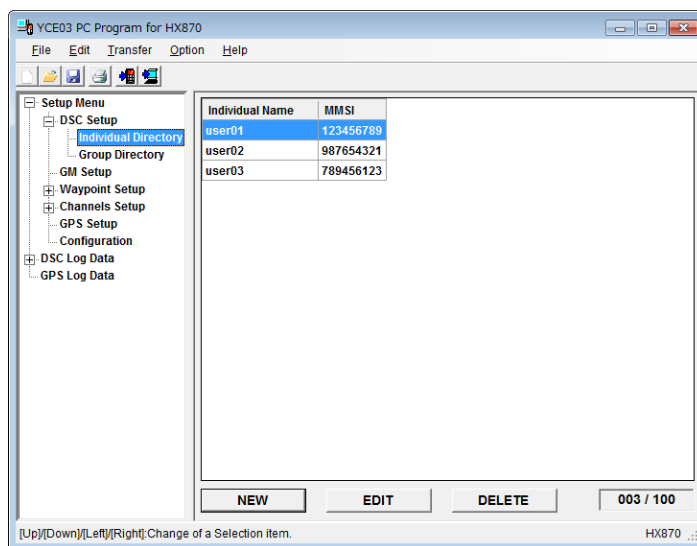 YCE03 PC Program for HX870
File Edit Transfer Option Help
Setup Menu
DSC Setup
Individual Directory
Group Directory
GM Setup
Waypoint Setup
Channels Setup
GPS Setup
Configuration
DSC Log Data
GPS Log Data
Individual Name MMSI
user01 123456789
user02 987654321
user03 789456123
NEW EDIT DELETE 003 / 100
[Up]/[Down]/[Left]/[Right]:Change of a Selection item. HX870